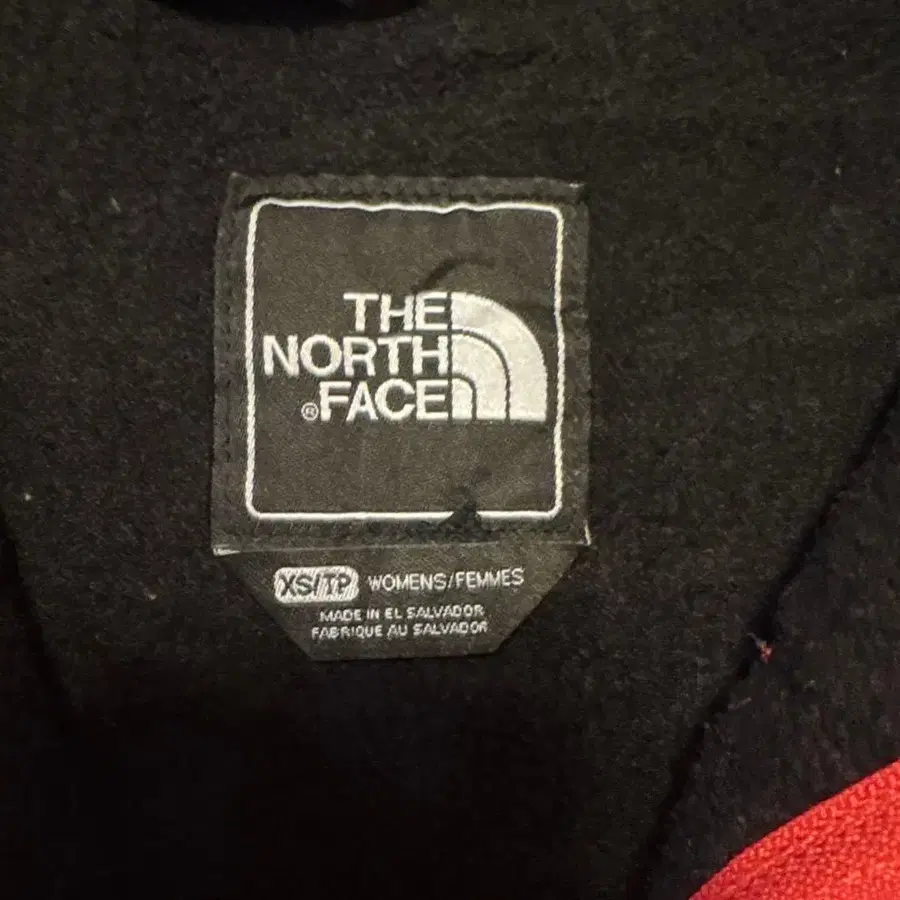 THE
NORTH
®FACE
XS/TP WOMENS/FEMMES
MADE IN EL SALVADOR
FABRIQUE AU SALVADOR